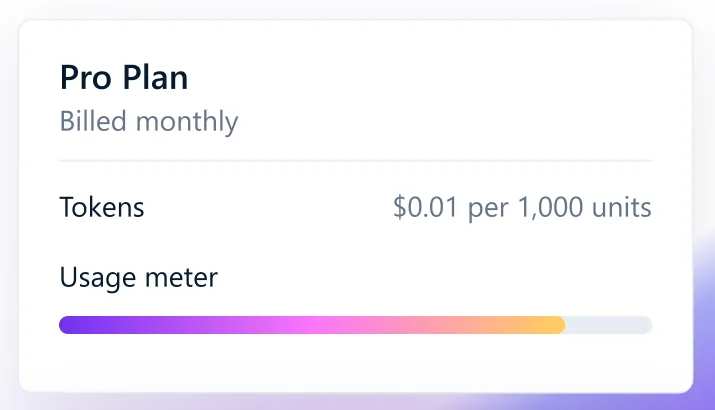 Pro Plan
Billed monthly
Tokens $0.01 per 1,000 units
Usage meter